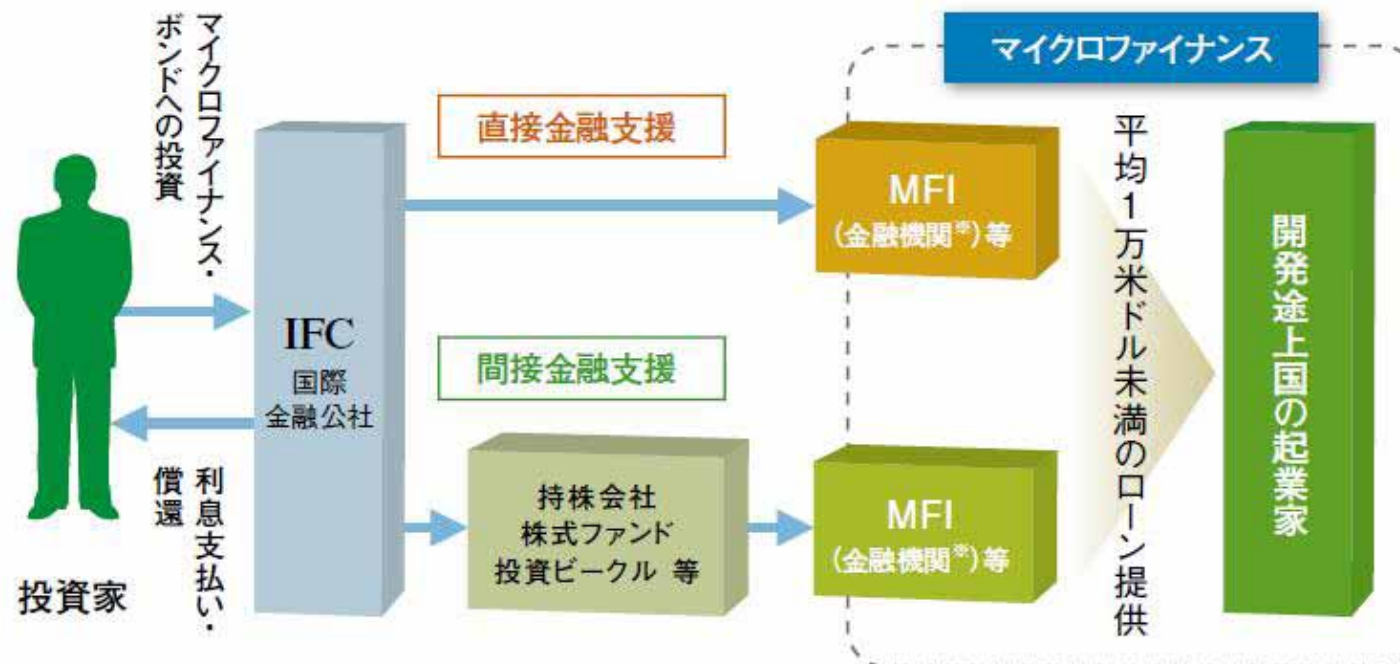 マイクロファイナンス・
ボンドへの投資
投資家
利息支払い・
償還
IFC
国際
金融公社
直接金融支援
間接金融支援
持株会社
株式ファンド
投資ビークル 等
マイクロファイナンス
MFI
(金融機関※)等
MFI
(金融機関※)等
平均1万米ドル未満のローン提供
開発途上国の起業家